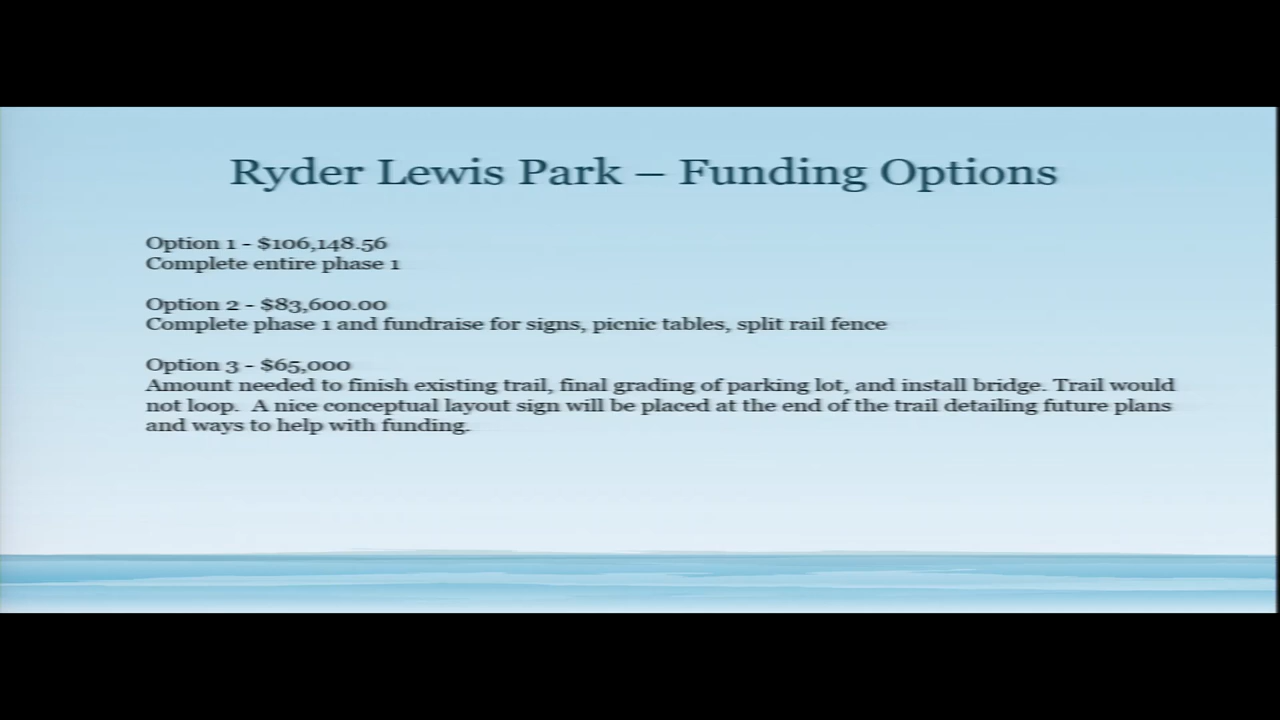 Ryder Lewis Park – Funding Options
Option 1 - $106,148.56
Complete entire phase 1
Option 2 - $83,600.00
Complete phase 1 and fundraise for signs, picnic tables, split rail fence
Option 3 - $65,000
Amount needed to finish existing trail, final grading of parking lot, and install bridge. Trail would
not loop.  A nice conceptual layout sign will be placed at the end of the trail detailing future plans
and ways to help with funding.